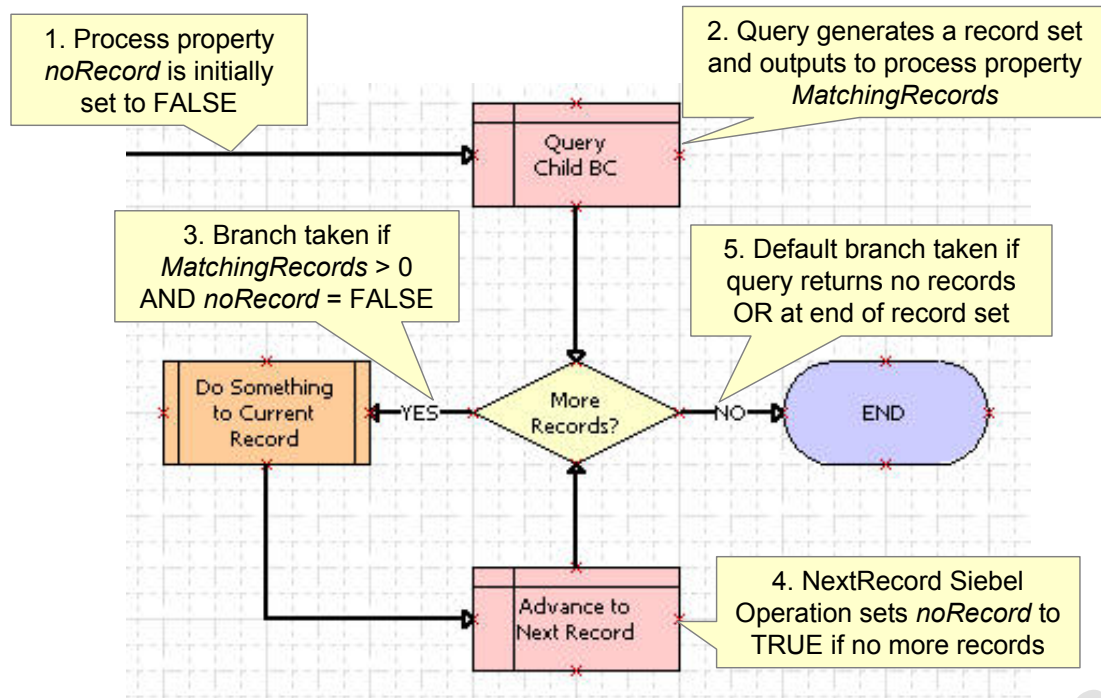 1. Process property
noRecord is initially
set to FALSE
2. Query generates a record set
and outputs to process property
MatchingRecords
Query
Child BC
3. Branch taken if
MatchingRecords > 0
AND noRecord = FALSE
5. Default branch taken if
query returns no records
OR at end of record set
Do Something
to Current
Record
YES
More
Records?
NO
END
Advance to
Next Record
4. NextRecord Siebel
Operation sets noRecord to
TRUE if no more records